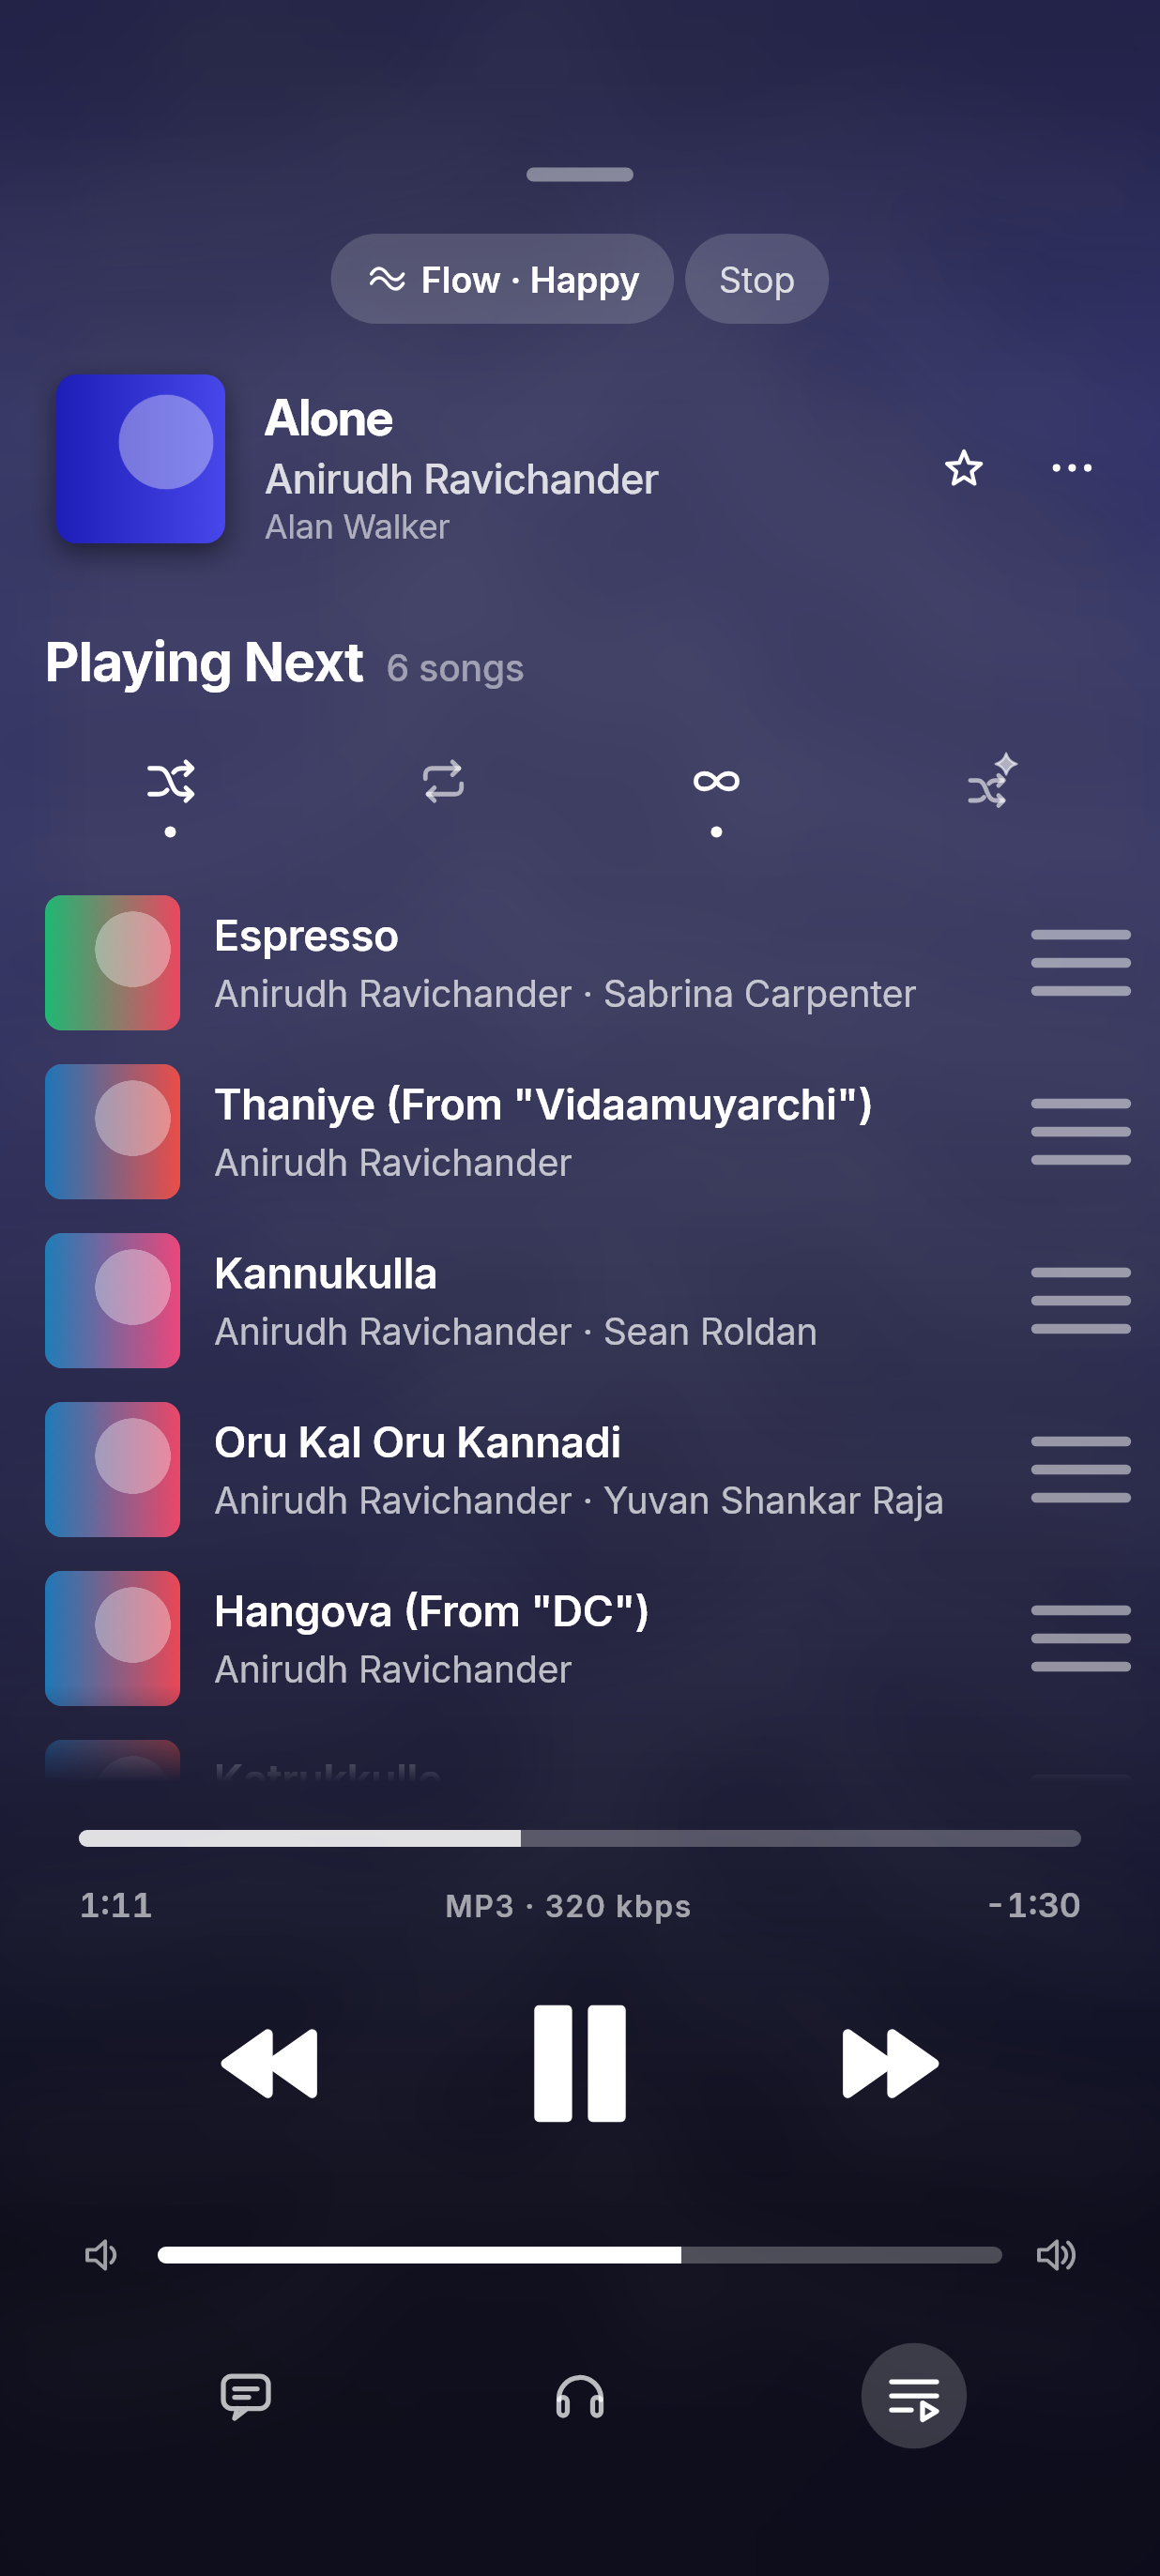 Flow · Happy
Stop
Alone
Anirudh Ravichander
Alan Walker
Playing Next 6 songs
Espresso
Anirudh Ravichander · Sabrina Carpenter
Thaniye (From "Vidaamuyarchi")
Anirudh Ravichander
Kannukulla
Anirudh Ravichander · Sean Roldan
Oru Kal Oru Kannadi
Anirudh Ravichander · Yuvan Shankar Raja
Hangova (From "DC")
Anirudh Ravichander
1:11
MP3 · 320 kbps
-1:30